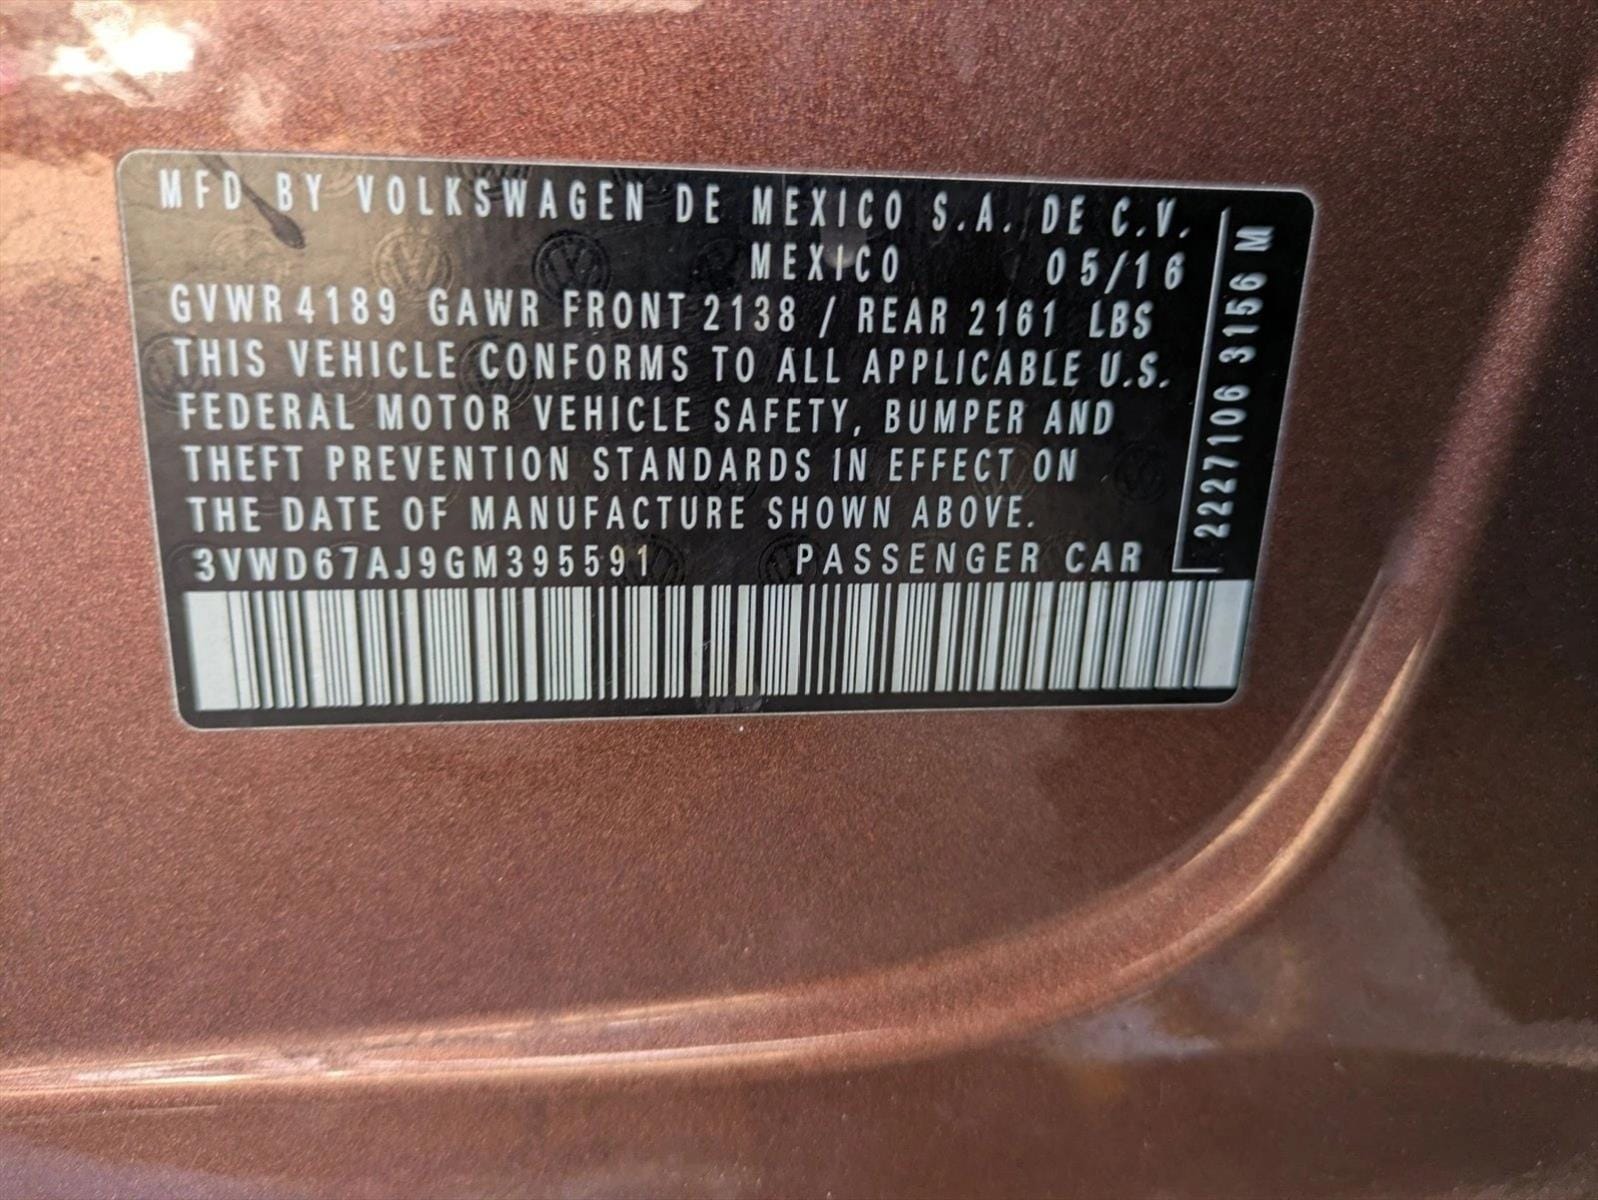 MFD BY VOLKSWAGEN DE MEXICO S.A. DE C.V.
MEXICO 05/16
GVWR 4189 GAWR FRONT 2138 / REAR 2161 LBS
THIS VEHICLE CONFORMS TO ALL APPLICABLE U.S.
FEDERAL MOTOR VEHICLE SAFETY, BUMPER AND
THEFT PREVENTION STANDARDS IN EFFECT ON
THE DATE OF MANUFACTURE SHOWN ABOVE.
3VWD67AJ9GM395591 PASSENGER CAR
2227106 3156 M